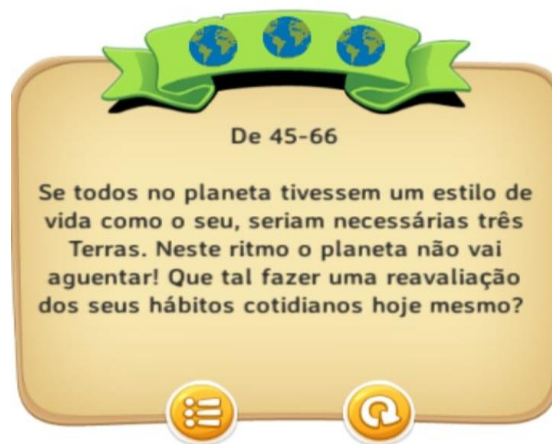 De 45-66
Se todos no planeta tivessem um estilo de
vida como o seu, seriam necessárias três
Terras. Neste ritmo o planeta não vai
aguentar! Que tal fazer uma reavaliação
dos seus hábitos cotidianos hoje mesmo?